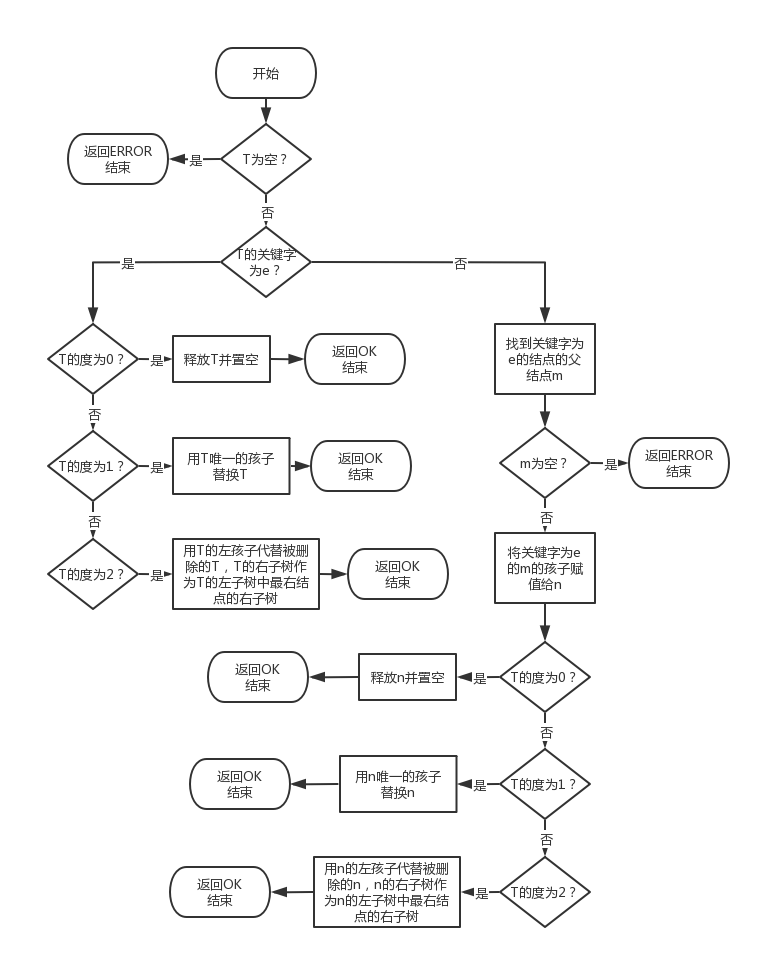 开始
T为空？
是
返回ERROR
结束
否
T的关键字
为e？
是
否
T的度为0？
是
释放T并置空
返回OK
结束
否
T的度为1？
是
用T唯一的孩子
替换T
返回OK
结束
否
T的度为2？
是
用T的左孩子代替被删
除的T，T的右子树作
为T的左子树中最右结
点的右子树
返回OK
结束
找到关键字为
e的结点的父
结点m
m为空？
是
返回ERROR
结束
否
将关键字为e
的m的孩子赋
值给n
T的度为0？
是
释放n并置空
返回OK
结束
否
T的度为1？
是
用n唯一的孩子
替换n
返回OK
结束
否
T的度为2？
是
用n的左孩子代替被删
除的n，n的右子树作
为n的左子树中最右结
点的右子树
返回OK
结束